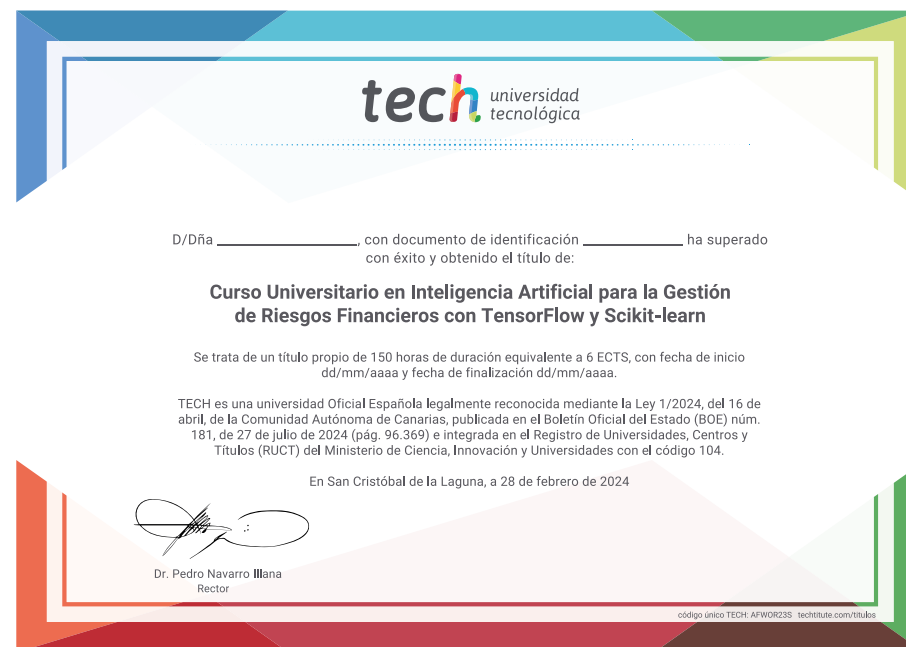 tech universidad
tecnológica
D/Dña ____________________, con documento de identificación ______________ ha superado
con éxito y obtenido el título de:
Curso Universitario en Inteligencia Artificial para la Gestión
de Riesgos Financieros con TensorFlow y Scikit-learn
Se trata de un título propio de 150 horas de duración equivalente a 6 ECTS, con fecha de inicio
dd/mm/aaaa y fecha de finalización dd/mm/aaaa.
TECH es una universidad Oficial Española legalmente reconocida mediante la Ley 1/2024, del 16 de
abril, de la Comunidad Autónoma de Canarias, publicada en el Boletín Oficial del Estado (BOE) núm.
181, de 27 de julio de 2024 (pág. 96.369) e integrada en el Registro de Universidades, Centros y
Títulos (RUCT) del Ministerio de Ciencia, Innovación y Universidades con el código 104.
En San Cristóbal de la Laguna, a 28 de febrero de 2024
Dr. Pedro Navarro Illana
Rector
código único TECH: AFWOR23S techtitute.com/titulos